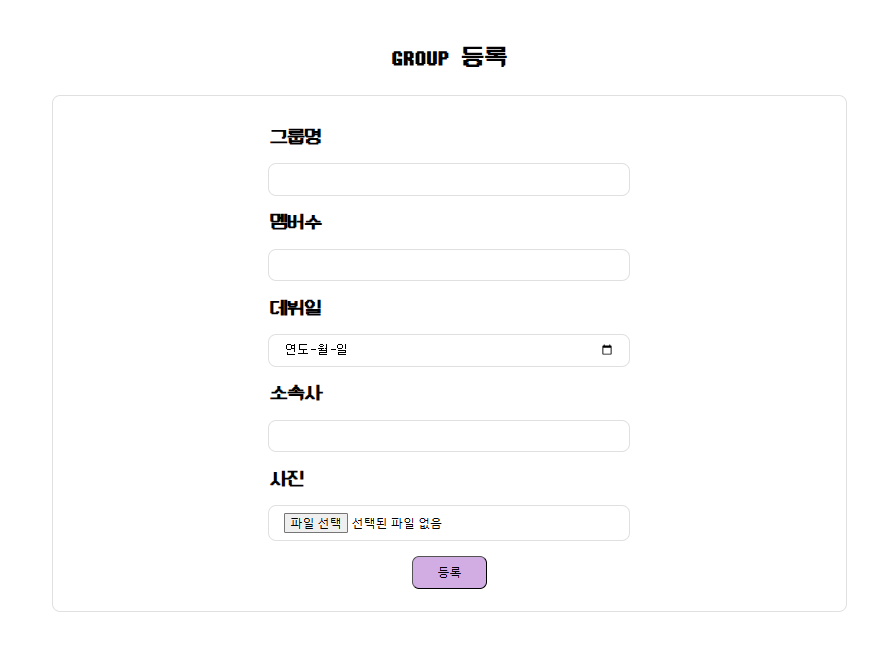 GROUP 등록
그룹명
멤버수
데뷔일
연도-월-일
소속사
사진
파일 선택 선택된 파일 없음
등록